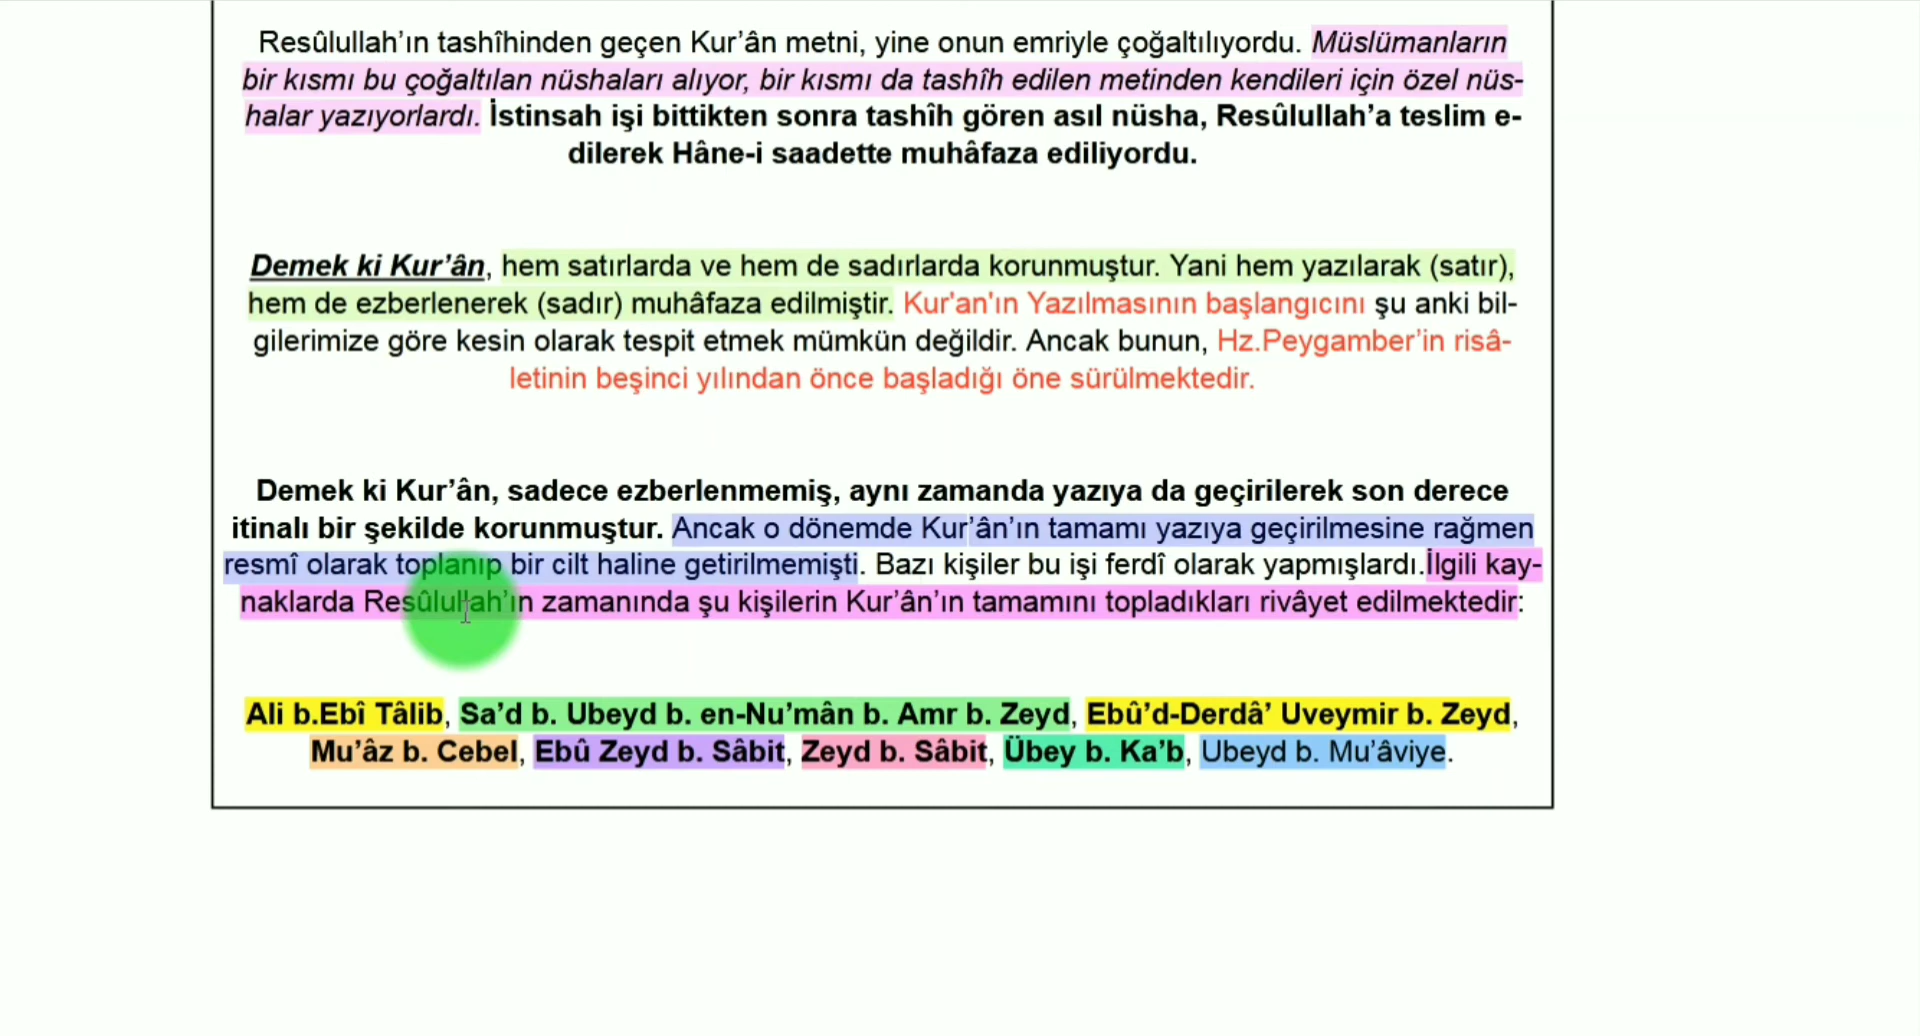 Resûlullah’ın tashîhinden geçen Kur’ân metni, yine onun emriyle çoğaltılıyordu. Müslümanların
bir kısmı bu çoğaltılan nüshaları alıyor, bir kısmı da tashîh edilen metinden kendileri için özel nüs-
halar yazıyorlardı. İstinsah işi bittikten sonra tashîh gören asıl nüsha, Resûlullah’a teslim e-
dilerek Hâne-i saadette muhâfaza ediliyordu.
Demek ki Kur’ân, hem satırlarda ve hem de sadırlarda korunmuştur. Yani hem yazılarak (satır),
hem de ezberlenerek (sadır) muhâfaza edilmiştir. Kur'an'ın Yazılmasının başlangıcını şu anki bil-
gilerimize göre kesin olarak tespit etmek mümkün değildir. Ancak bunun, Hz.Peygamber’in risâ-
letinin beşinci yılından önce başladığı öne sürülmektedir.
Demek ki Kur’ân, sadece ezberlenmemiş, aynı zamanda yazıya da geçirilerek son derece
itinalı bir şekilde korunmuştur. Ancak o dönemde Kur’ân’ın tamamı yazıya geçirilmesine rağmen
resmî olarak toplanıp bir cilt haline getirilmemişti. Bazı kişiler bu işi ferdî olarak yapmışlardı.İlgili kay-
naklarda Resûlullah’ın zamanında şu kişilerin Kur’ân’ın tamamını topladıkları rivâyet edilmektedir:
Ali b.Ebî Tâlib, Sa’d b. Ubeyd b. en-Nu’mân b. Amr b. Zeyd, Ebû’d-Derdâ’ Uveymir b. Zeyd,
Mu’âz b. Cebel, Ebû Zeyd b. Sâbit, Zeyd b. Sâbit, Übey b. Ka’b, Ubeyd b. Mu’âviye.